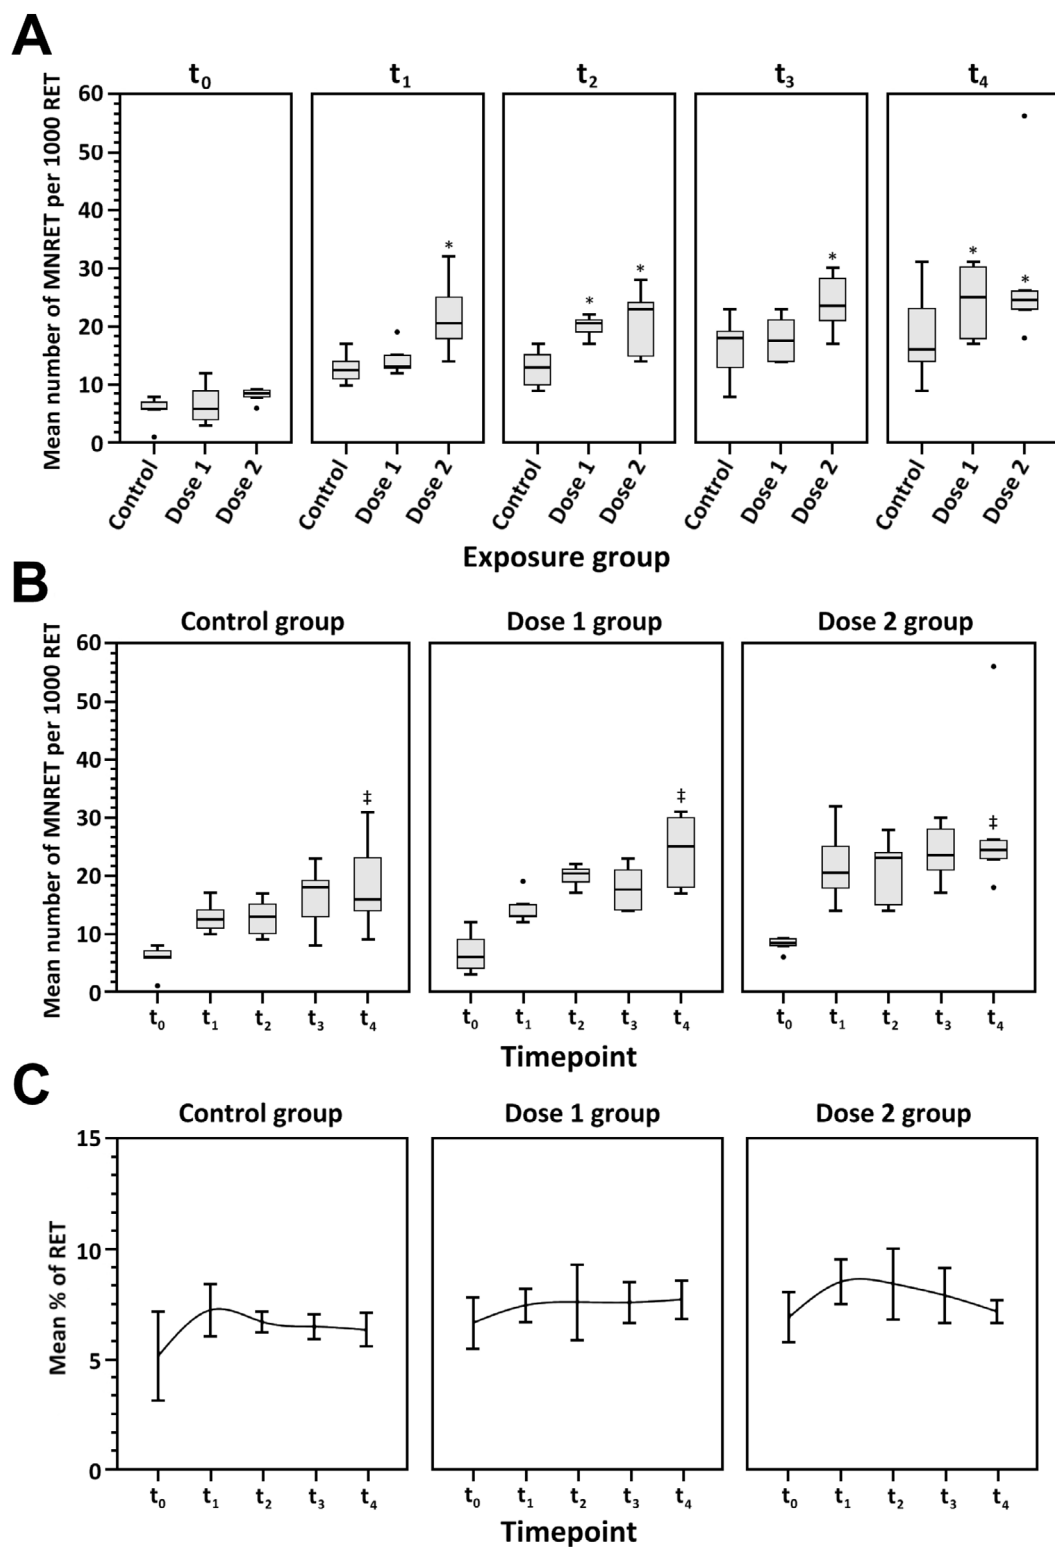 A
t₀ t₁ t₂ t₃ t₄
Mean number of MNRET per 1000 RET
60
50
40
30
20
10
0
* * * * * *
Control Dose 1 Dose 2 Control Dose 1 Dose 2 Control Dose 1 Dose 2 Control Dose 1 Dose 2 Control Dose 1 Dose 2
Exposure group
B
Control group Dose 1 group Dose 2 group
Mean number of MNRET per 1000 RET
60
50
40
30
20
10
0
‡ ‡ ‡
t₀ t₁ t₂ t₃ t₄ t₀ t₁ t₂ t₃ t₄ t₀ t₁ t₂ t₃ t₄
Timepoint
C
Control group Dose 1 group Dose 2 group
Mean % of RET
15
10
5
0
t₀ t₁ t₂ t₃ t₄ t₀ t₁ t₂ t₃ t₄ t₀ t₁ t₂ t₃ t₄
Timepoint